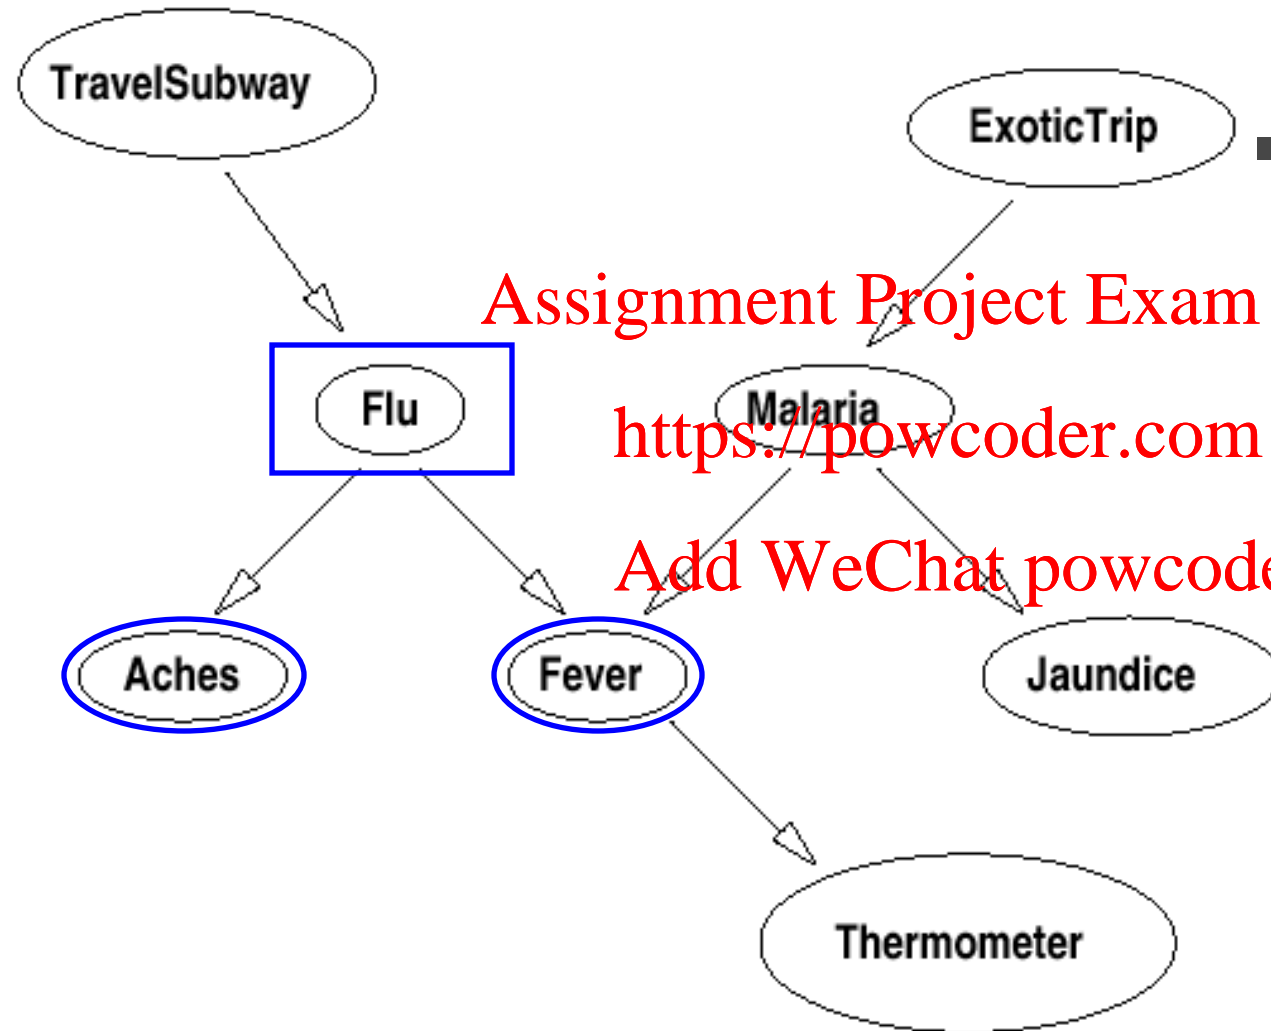 TravelSubway
ExoticTrip
Assignment Project Exam
Flu
Malaria
https://powcoder.com
Add WeChat powcode
Aches
Fever
Jaundice
Thermometer